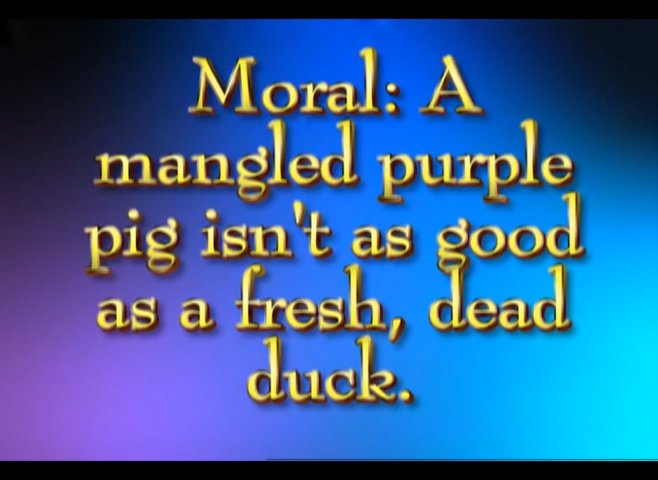 Moral: A
mangled purple
pig isn't as good
as a fresh, dead
duck.